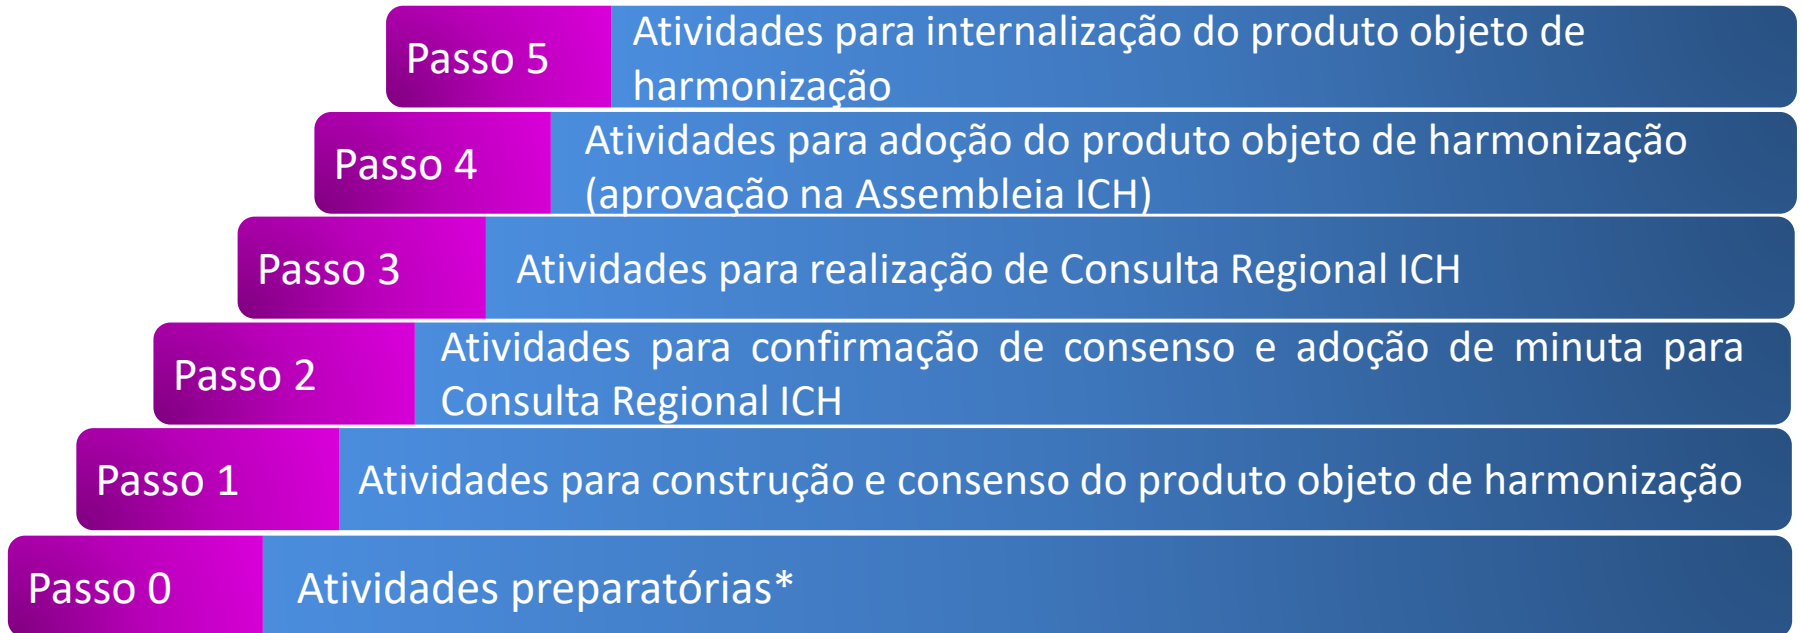 Passo 5
Atividades para internalização do produto objeto de
harmonização
Passo 4
Atividades para adoção do produto objeto de harmonização
(aprovação na Assembleia ICH)
Passo 3
Atividades para realização de Consulta Regional ICH
Passo 2
Atividades para confirmação de consenso e adoção de minuta para
Consulta Regional ICH
Passo 1
Atividades para construção e consenso do produto objeto de harmonização
Passo 0
Atividades preparatórias*